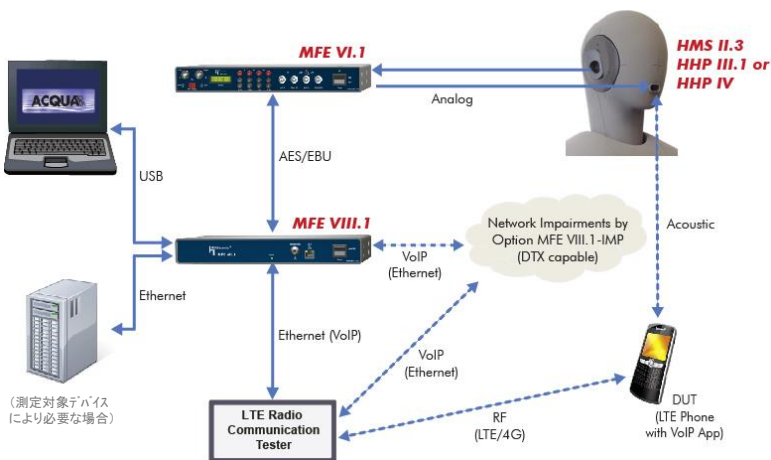 MFE VI.1
HMS II.3
HHP III.1 or
HHP IV
ACQUA
Analog
AES/EBU
USB
MFE VIII.1
Network Impairments by
Option MFE VIII.1-IMP
(DTX capable)
Acoustic
VoIP
(Ethernet)
Ethernet
Ethernet (VoIP)
VoIP
(Ethernet)
(測定対象デバイス
により必要な場合)
LTE Radio
Communication
Tester
RF
(LTE/4G)
DUT
(LTE Phone
with VoIP App)